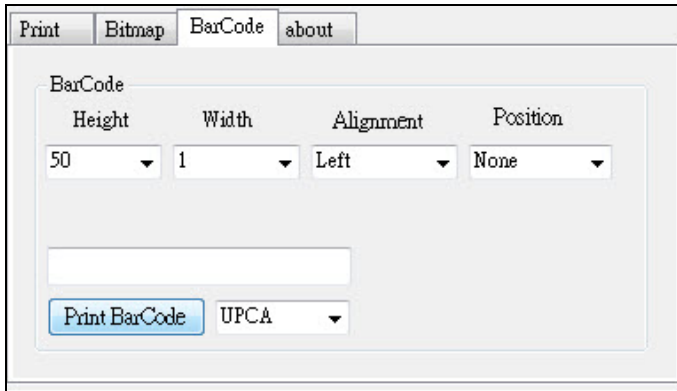 Print Bitmap BarCode about
BarCode
Height Width Alignment Position
50 1 Left None
Print BarCode UPCA